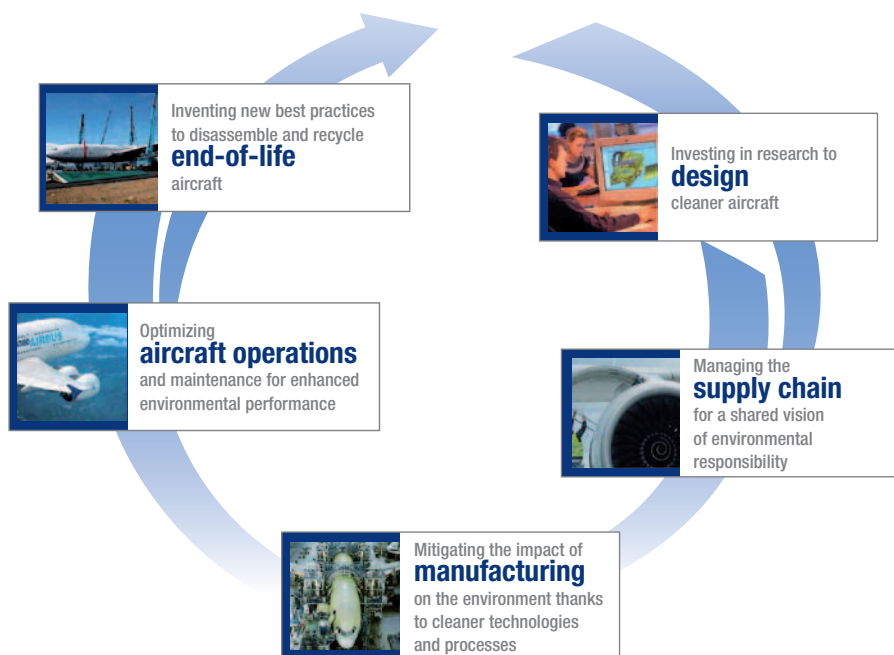 Inventing new best practices
to disassemble and recycle
end-of-life
aircraft
Investing in research to
design
cleaner aircraft
Optimizing
aircraft operations
and maintenance for enhanced
environmental performance
AIRBUS
Managing the
supply chain
for a shared vision
of environmental
responsibility
Mitigating the impact of
manufacturing
on the environment thanks
to cleaner technologies
and processes